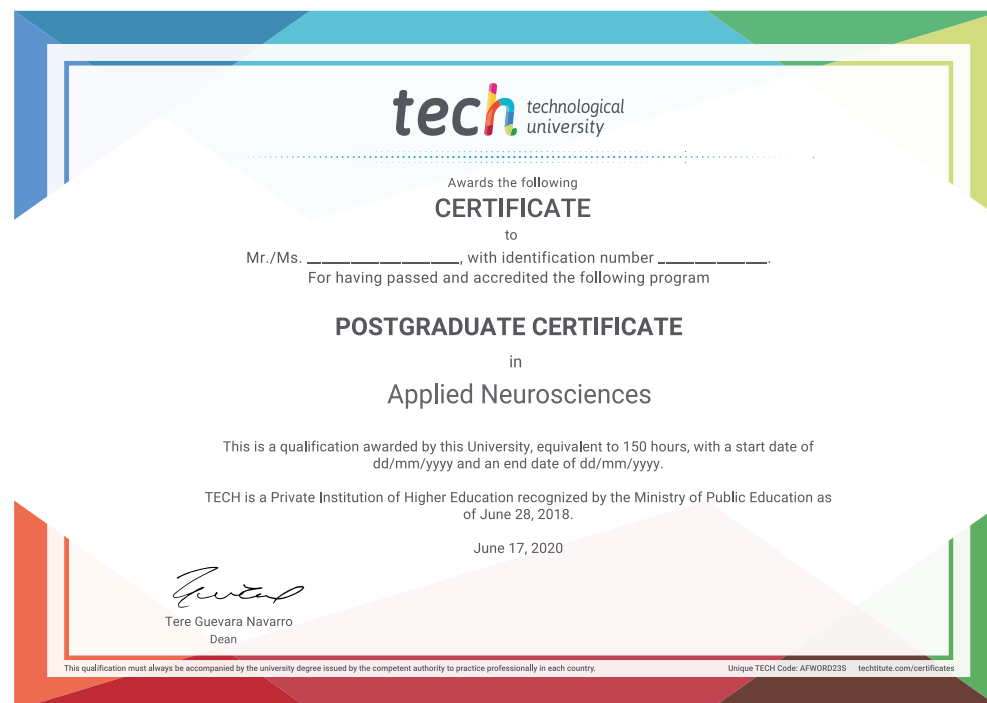 tech technological
university
Awards the following
CERTIFICATE
to
Mr./Ms. ____________________, with identification number ______________.
For having passed and accredited the following program
POSTGRADUATE CERTIFICATE
in
Applied Neurosciences
This is a qualification awarded by this University, equivalent to 150 hours, with a start date of
dd/mm/yyyy and an end date of dd/mm/yyyy.
TECH is a Private Institution of Higher Education recognized by the Ministry of Public Education as
of June 28, 2018.
June 17, 2020
Tere Guevara Navarro
Dean
This qualification must always be accompanied by the university degree issued by the competent authority to practice professionally in each country.
Unique TECH Code: AFWORD23S techtitute.com/certificates